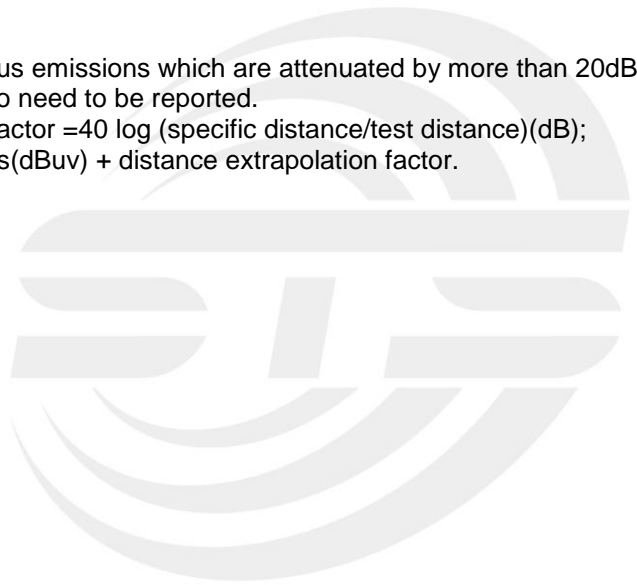 us emissions which are attenuated by more than 20dB
o need to be reported.
actor =40 log (specific distance/test distance)(dB);
s(dBuv) + distance extrapolation factor.
STS